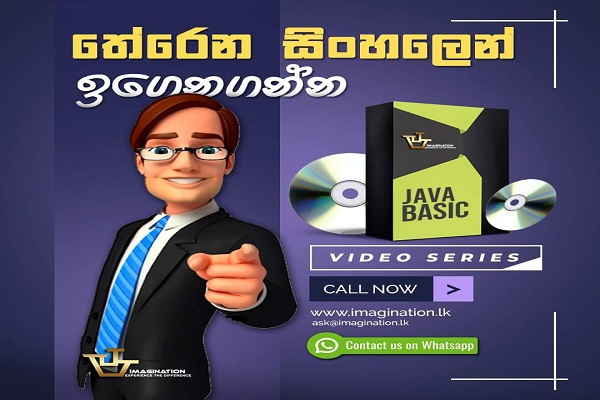 තේරෙන සිංහලෙන්
ඉගෙනගන්න
IMAGINATION
JAVA
BASIC
VIDEO SERIES
CALL NOW >
www.imagination.lk
ask@imagination.lk
Contact us on Whatsapp
IMAGINATION
EXPERIENCE THE DIFFERENCE